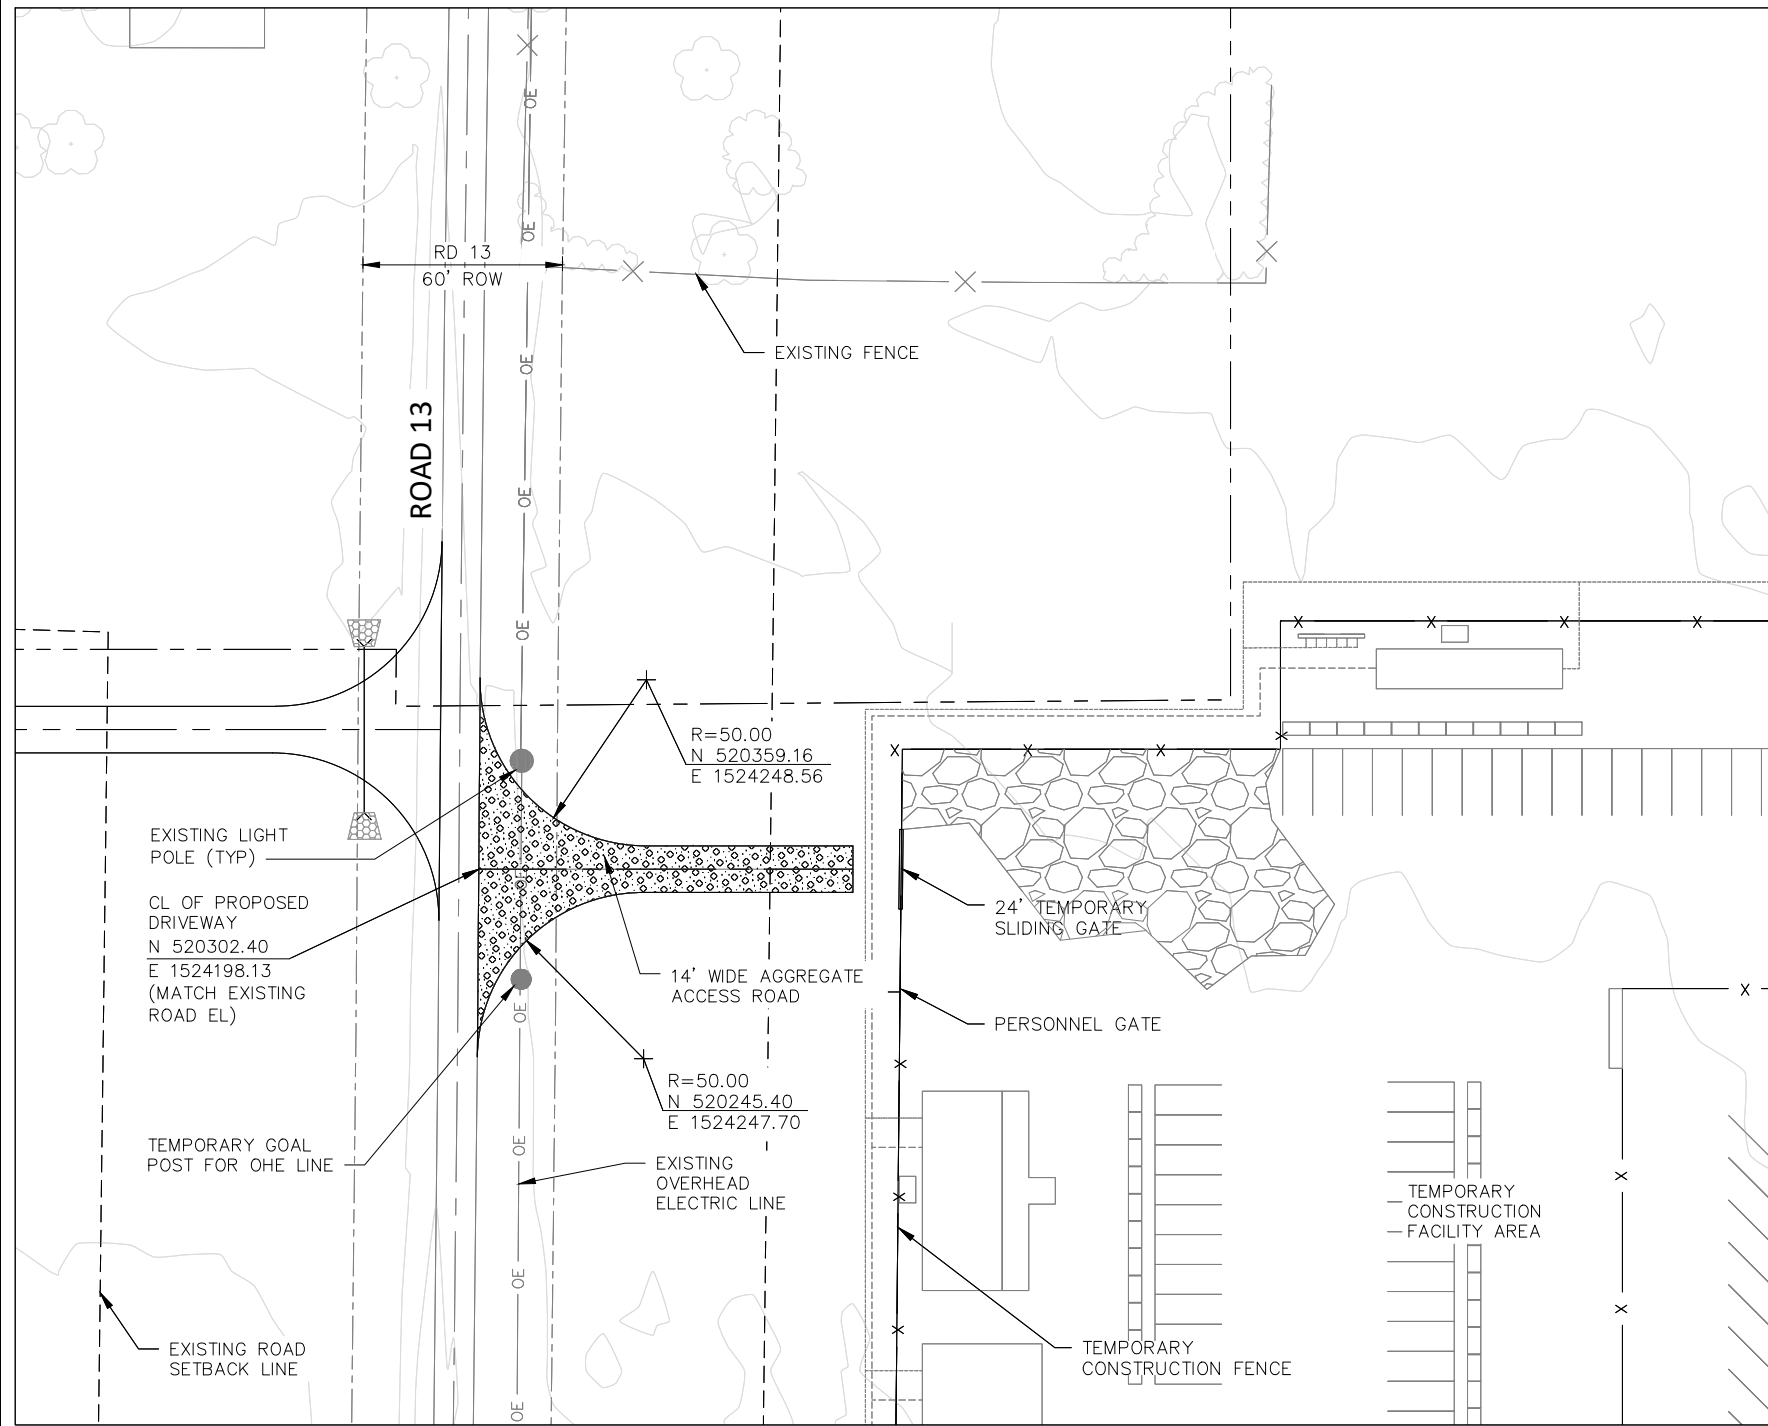 OE
OE
RD 13
60' ROW
EXISTING FENCE
OE
ROAD 13
OE
OE
R=50.00
N 520359.16
E 1524248.56
EXISTING LIGHT
POLE (TYP)
CL OF PROPOSED
DRIVEWAY
N 520302.40
E 1524198.13
(MATCH EXISTING
ROAD EL)
24' TEMPORARY
SLIDING GATE
14' WIDE AGGREGATE
ACCESS ROAD
OE
PERSONNEL GATE
R=50.00
N 520245.40
E 1524247.70
TEMPORARY GOAL
POST FOR OHE LINE
OE
EXISTING
OVERHEAD
ELECTRIC LINE
TEMPORARY
CONSTRUCTION
FACILITY AREA
OE
EXISTING ROAD
SETBACK LINE
TEMPORARY
CONSTRUCTION FENCE
OE